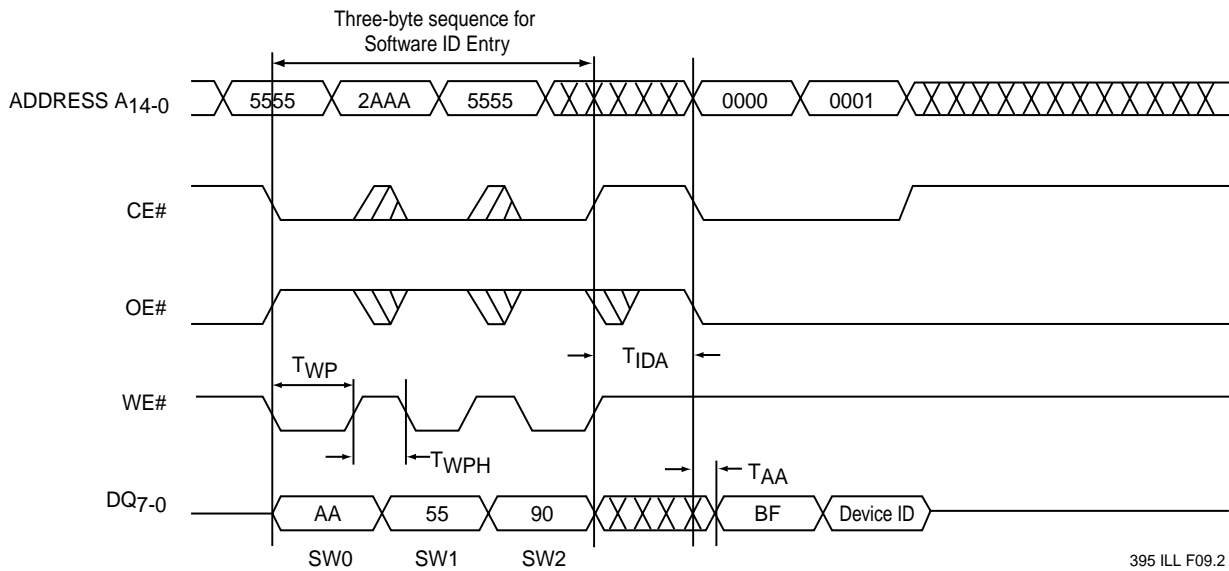 Three-byte sequence for
Software ID Entry
ADDRESS A14-0 5555 2AAA 5555 0000 0001
CE#
OE#
TIDA
TWP
WE#
TWPH
TAA
DQ7-0 AA 55 90 BF Device ID
SW0 SW1 SW2
395 ILL F09.2